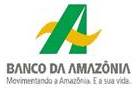 BANCO DA AMAZÔNIA
Movimentando a Amazônia. E a sua vida.